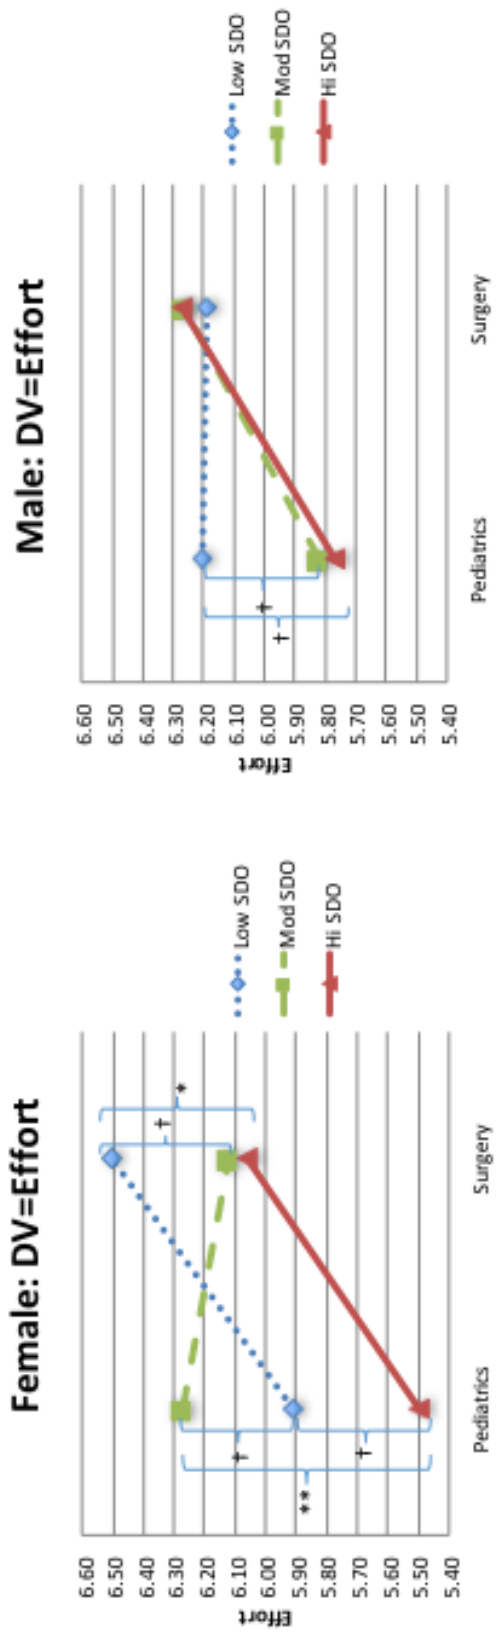 Female: DV=Effort
6.60
6.50
6.40
6.30
6.20
6.10
6.00
5.90
5.80
5.70
5.60
5.50
5.40
Effort
Pediatrics
Surgery
Low SDO
Mod SDO
Hi SDO
**
†
†
†
*
Male: DV=Effort
6.60
6.50
6.40
6.30
6.20
6.10
6.00
5.90
5.80
5.70
5.60
5.50
5.40
Effort
Pediatrics
Surgery
Low SDO
Mod SDO
Hi SDO
†
†